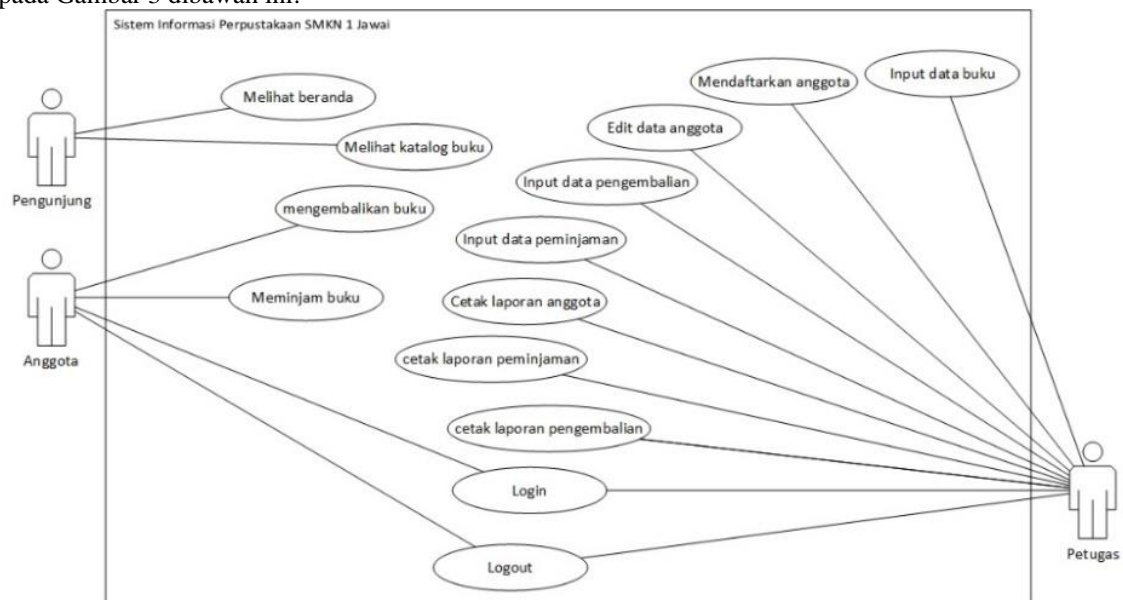 pada Gambar 3 dibawah ini:
Sistem Informasi Perpustakaan SMKN 1 Jawai
Melihat beranda
Melihat katalog buku
Pengunjung
mengembalikan buku
Meminjam buku
Anggota
Input data buku
Mendaftarkan anggota
Edit data anggota
Input data pengembalian
Input data peminjaman
Cetak laporan anggota
cetak laporan peminjaman
cetak laporan pengembalian
Login
Logout
Petugas